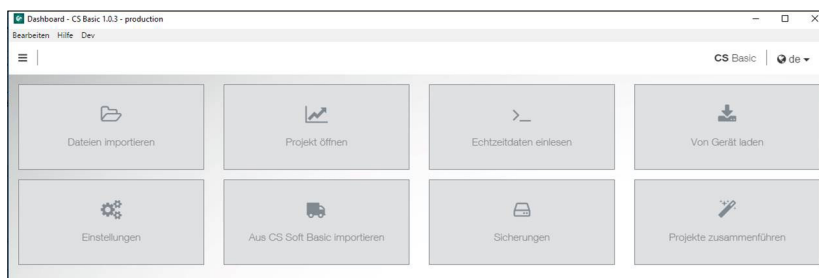 Dashboard - CS Basic 1.0.3 - production
Bearbeiten Hilfe Dev
CS Basic de
Dateien importieren Projekt öffnen Echtzeitdaten einlesen Von Gerät laden
Einstellungen Aus CS Soft Basic importieren Sicherungen Projekte zusammenführen